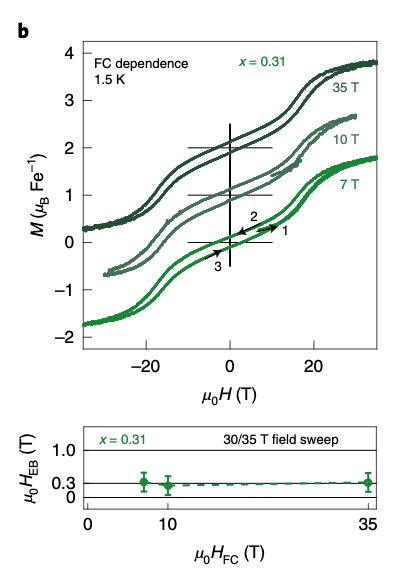 b
FC dependence
1.5 K
x = 0.31
35 T
10 T
7 T
2
1
3
4
3
2
1
0
−1
−2
M (μB Fe−1)
−20
0
20
μ0H (T)
x = 0.31
30/35 T field sweep
1.0
0.3
0
μ0HEB (T)
0
10
35
μ0HFC (T)